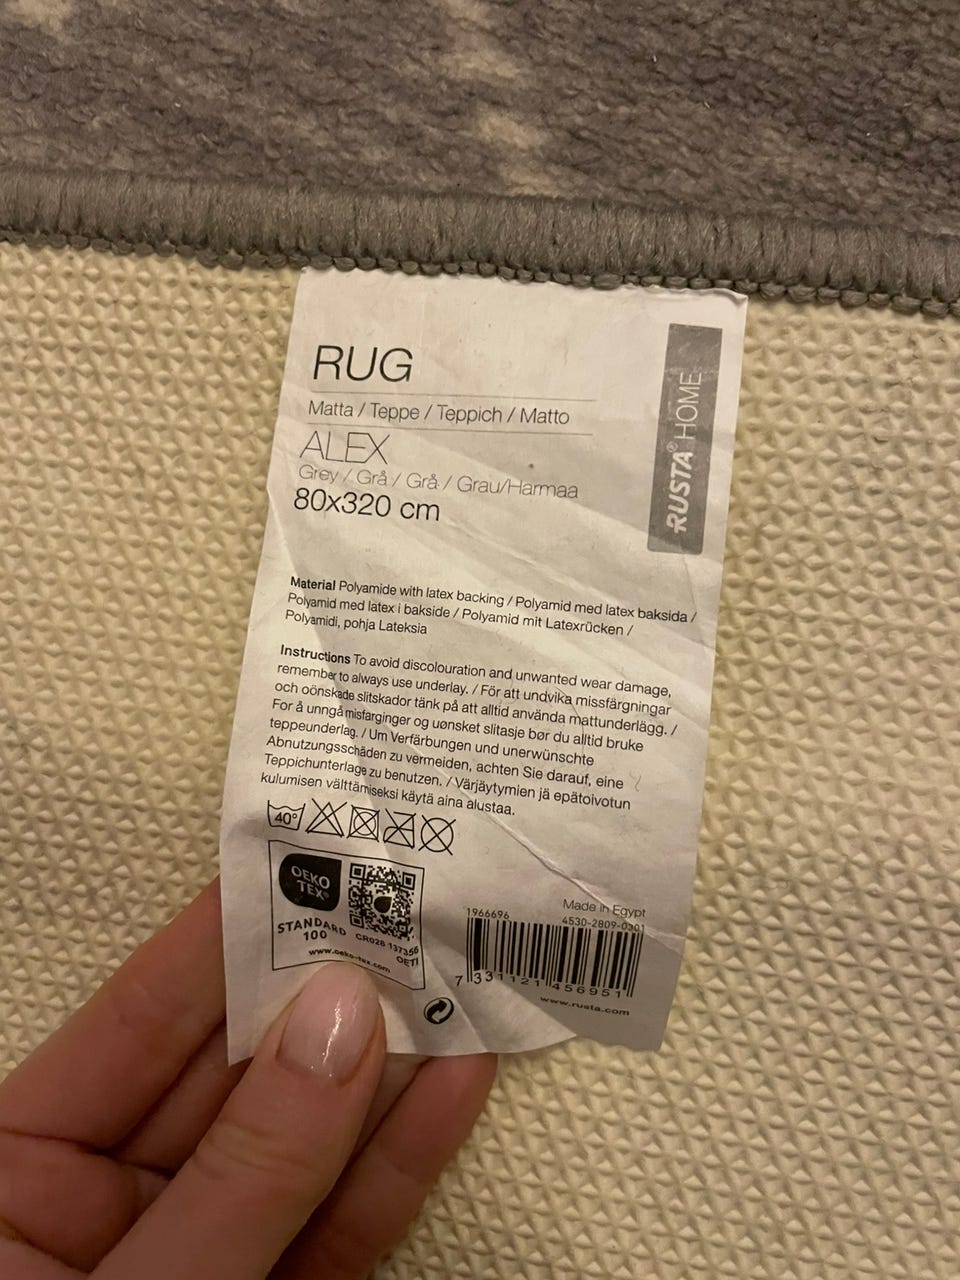 RUG
Matta / Teppe / Teppich / Matto
ALEX
Grey / Grå / Grå / Grau/Harmaa
80x320 cm
RUSTA® HOME
Material Polyamide with latex backing / Polyamid med latex baksida /
Polyamid med latex i bakside / Polyamid mit Latexrücken /
Polyamidi, pohja Lateksia
Instructions To avoid discolouration and unwanted wear damage,
remember to always use underlay. / För att undvika missfärgningar
och oönskade slitskador tänk på att alltid använda mattunderlägg. /
For å unngå misfarginger og uønsket slitasje bør du alltid bruke
teppeunderlag. / Um Verfärbungen und unerwünschte
Abnutzungsschäden zu vermeiden, achten Sie darauf, eine
Teppichunterlage zu benutzen. / Värjäytymien jä epätoivotun
kulumisen välttämiseksi käytä aina alustaa.
40°
OEKO
TEX®
STANDARD
100
CR028 137356
OETI
www.oeko-tex.com
Made in Egypt
1966696
4530-2809-0301
7 331121 456951
www.rusta.com